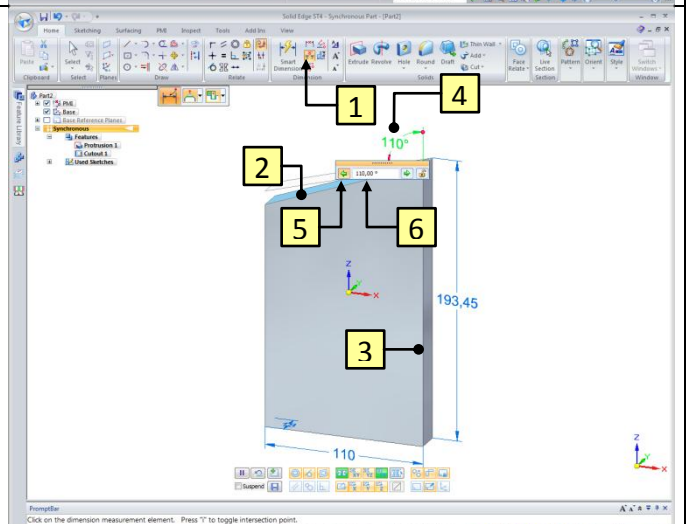 Solid Edge ST4 - Synchronous Part - [Part2]
Home Sketching Surfacing PMI Inspect Tools Add Ins View
Paste Select Smart Dimension Extrude Revolve Hole Round Draft Thin Wall Add Cut Face Relate Live Section Pattern Orient Style Switch Windows
Clipboard Select Planes Draw Relate Dimension Solids Section Window
Feature Library
Part2
PMI
Base
Base Reference Planes
Synchronous
Features
Protrusion 1
Cutout 1
Used Sketches
1
4
110°
2
110,00 °
5
6
Z
Y
X
193,45
3
110
Z
Y
X
Suspend
PromptBar
Click on the dimension measurement element. Press "i" to toggle intersection point.